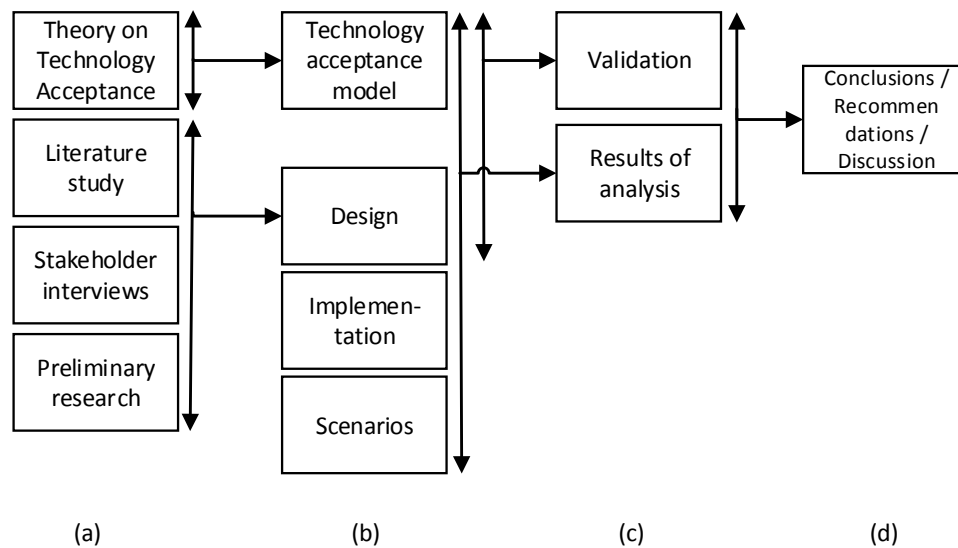 Theory on
Technology
Acceptance
Literature
study
Stakeholder
interviews
Preliminary
research
Technology
acceptance
model
Design
Implemen-
tation
Scenarios
Validation
Results of
analysis
Conclusions /
Recommen
dations /
Discussion
(a)
(b)
(c)
(d)